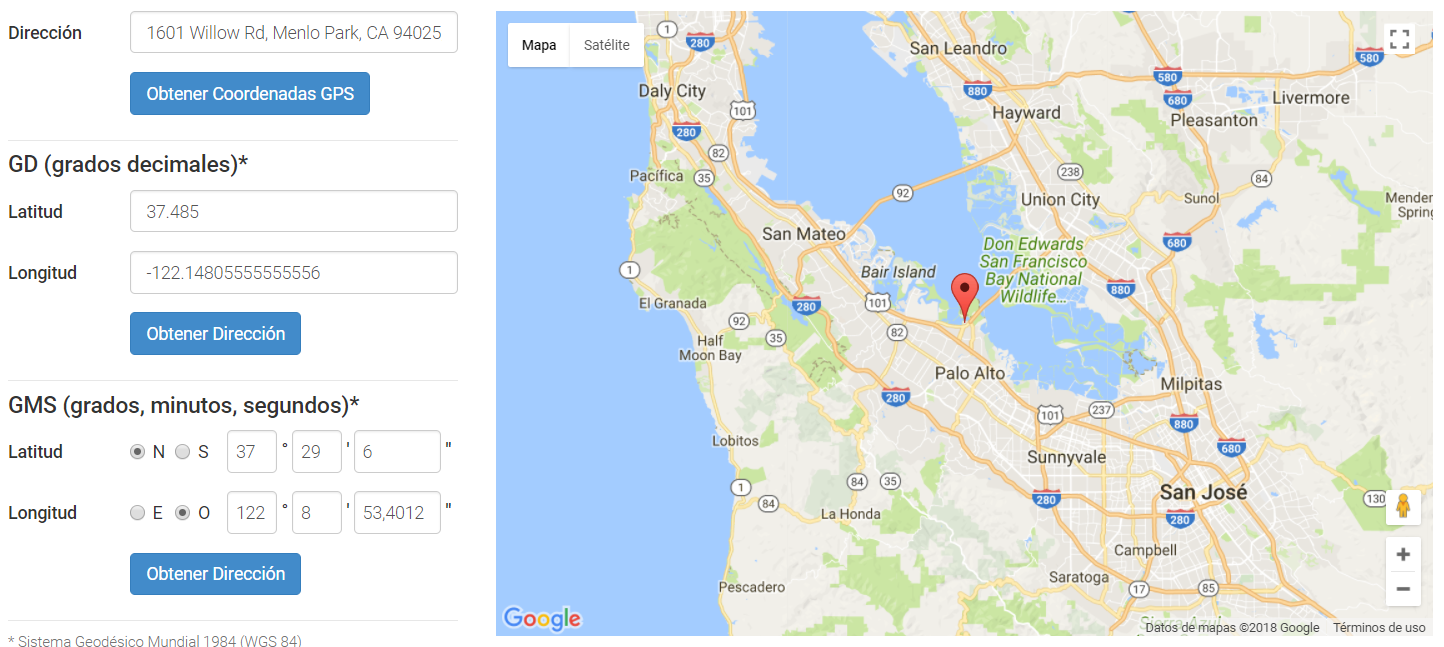 Dirección
1601 Willow Rd, Menlo Park, CA 94025
Obtener Coordenadas GPS
GD (grados decimales)*
Latitud
37.485
Longitud
-122.14805555555556
Obtener Dirección
GMS (grados, minutos, segundos)*
Latitud N S 37 ° 29 ' 6 "
Longitud E O 122 ° 8 ' 53,4012 "
Obtener Dirección
* Sistema Geodésico Mundial 1984 (WGS 84)
Mapa
Satélite
1
280
San Leandro
580
Daly City
101
880
580
680
Livermore
Hayward
Pleasanton
280
82
Pacífica
35
238
84
92
Union City
Sunol
Mender
Spring
San Mateo
680
Don Edwards
San Francisco
Bay National
Wildlife...
Bair Island
1
880
El Granada
280
101
92
82
35
Half
Moon Bay
Palo Alto
Milpitas
280
101
237
880
Lobitos
680
Sunnyvale
1
84
35
San José
280
130
84
La Honda
280
Campbell
Saratoga
Pescadero
17
85
Google
Sierra Azul
Datos de mapas ©2018 Google
Términos de uso